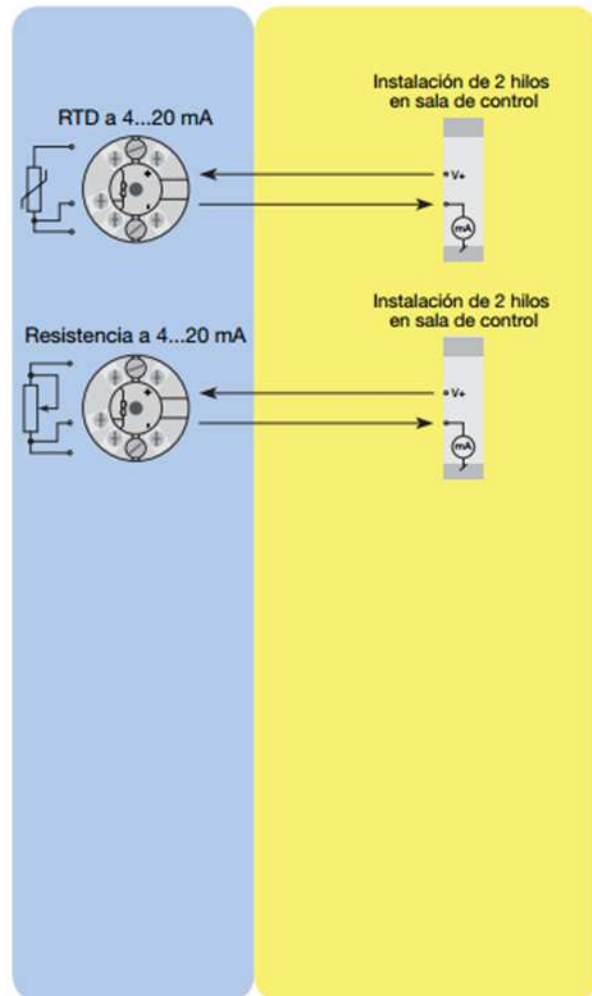 Instalación de 2 hilos
en sala de control
RTD a 4...20 mA
+
-
V+
mA
Instalación de 2 hilos
en sala de control
Resistencia a 4...20 mA
+
-
V+
mA